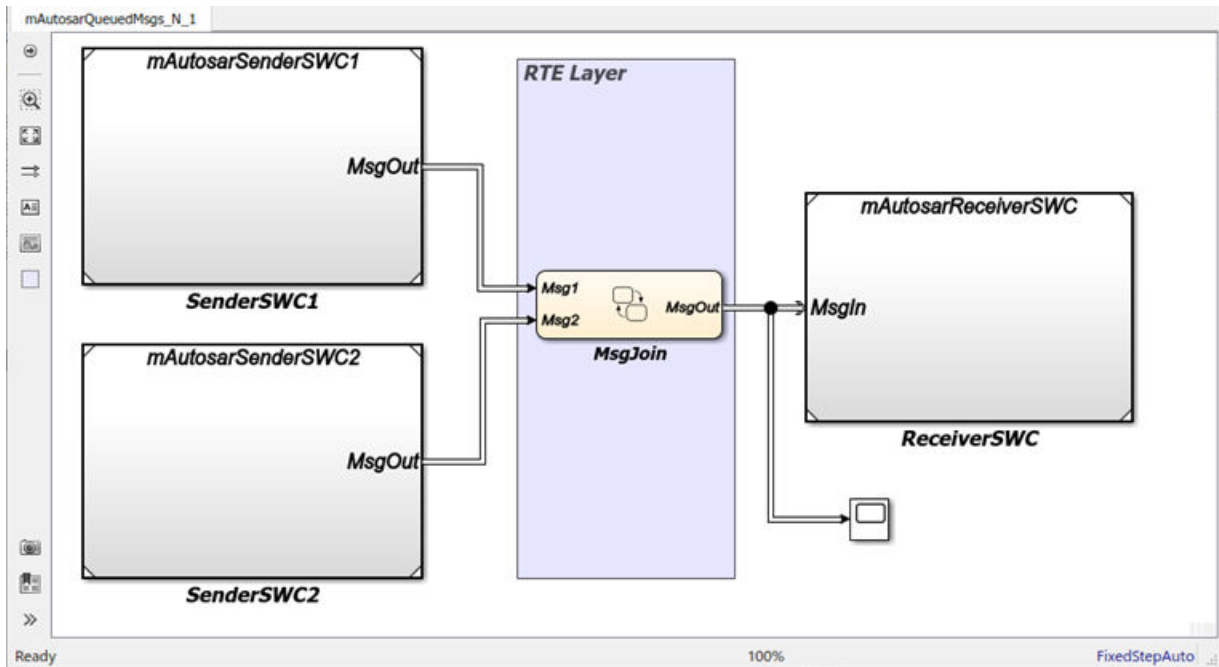 mAutosarQueuedMsgs_N_1
mAutosarSenderSWC1
MsgOut
SenderSWC1
mAutosarSenderSWC2
MsgOut
SenderSWC2
RTE Layer
Msg1
Msg2
MsgOut
MsgJoin
mAutosarReceiverSWC
MsgIn
ReceiverSWC
Ready
100%
FixedStepAuto